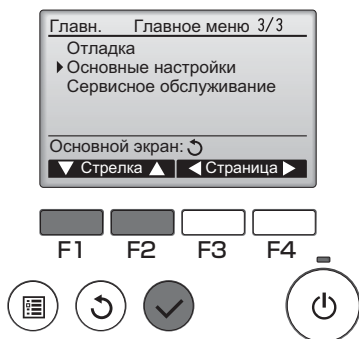 Главн. Главное меню 3/3
Отладка
Основные настройки
Сервисное обслуживание
Основной экран:
▼ Стрелка ▲ ◀ Страница ▶
F1 F2 F3 F4